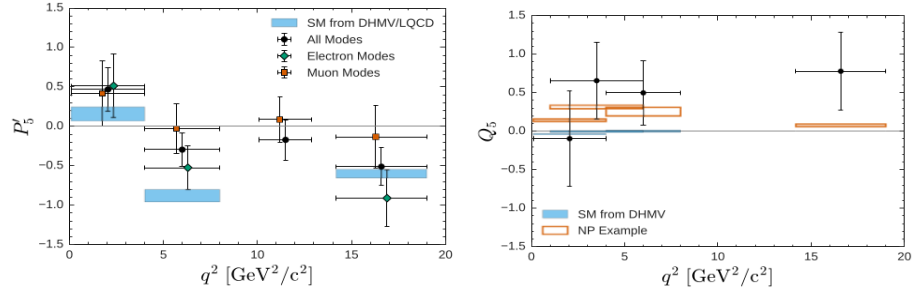 1.5
1.0
0.5
0.0
−0.5
−1.0
−1.5
P′₅
SM from DHMV/LQCD
All Modes
Electron Modes
Muon Modes
0 5 10 15 20
q² [GeV²/c²]
1.5
1.0
0.5
0.0
−0.5
−1.0
−1.5
Q₅
SM from DHMV
NP Example
0 5 10 15 20
q² [GeV²/c²]